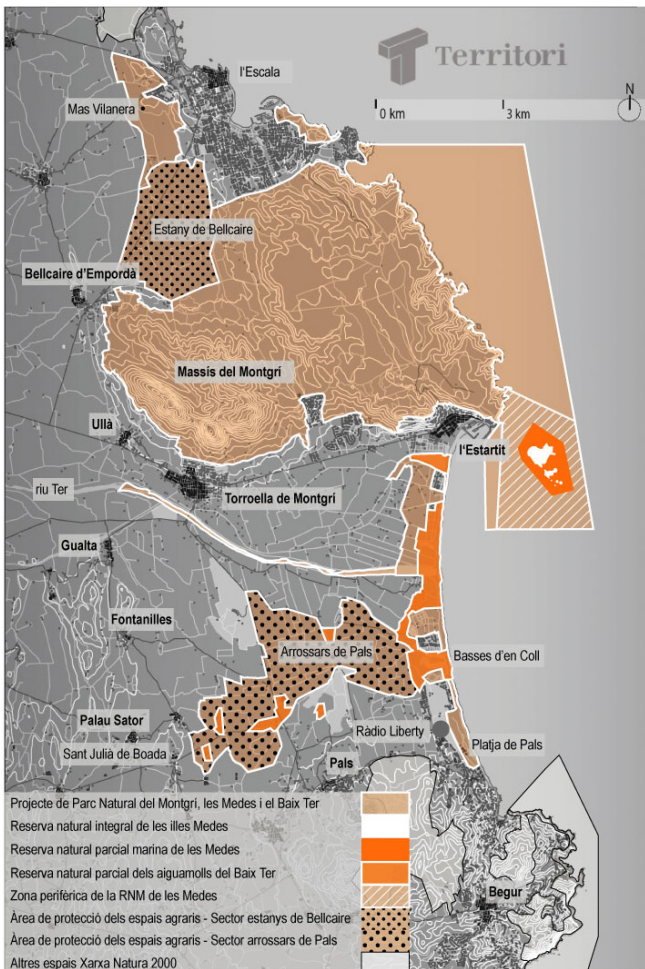 Territori
l'Escala
N
Mas Vilanera
0 km
3 km
Estany de Bellcaire
Bellcaire d'Empordà
Massís del Montgrí
Ullà
l'Estartit
riu Ter
Torroella de Montgrí
Gualta
Fontanilles
Arrossars de Pals
Basses d'en Coll
Palau Sator
Ràdio Liberty
Sant Julià de Boada
Platja de Pals
Pals
Projecte de Parc Natural del Montgrí, les Medes i el Baix Ter
Reserva natural integral de les illes Medes
Reserva natural parcial marina de les Medes
Reserva natural parcial dels aiguamolls del Baix Ter
Zona perifèrica de la RNM de les Medes
Begur
Àrea de protecció dels espais agraris - Sector estanys de Bellcaire
Àrea de protecció dels espais agraris - Sector arrossars de Pals
Altres espais Xarxa Natura 2000